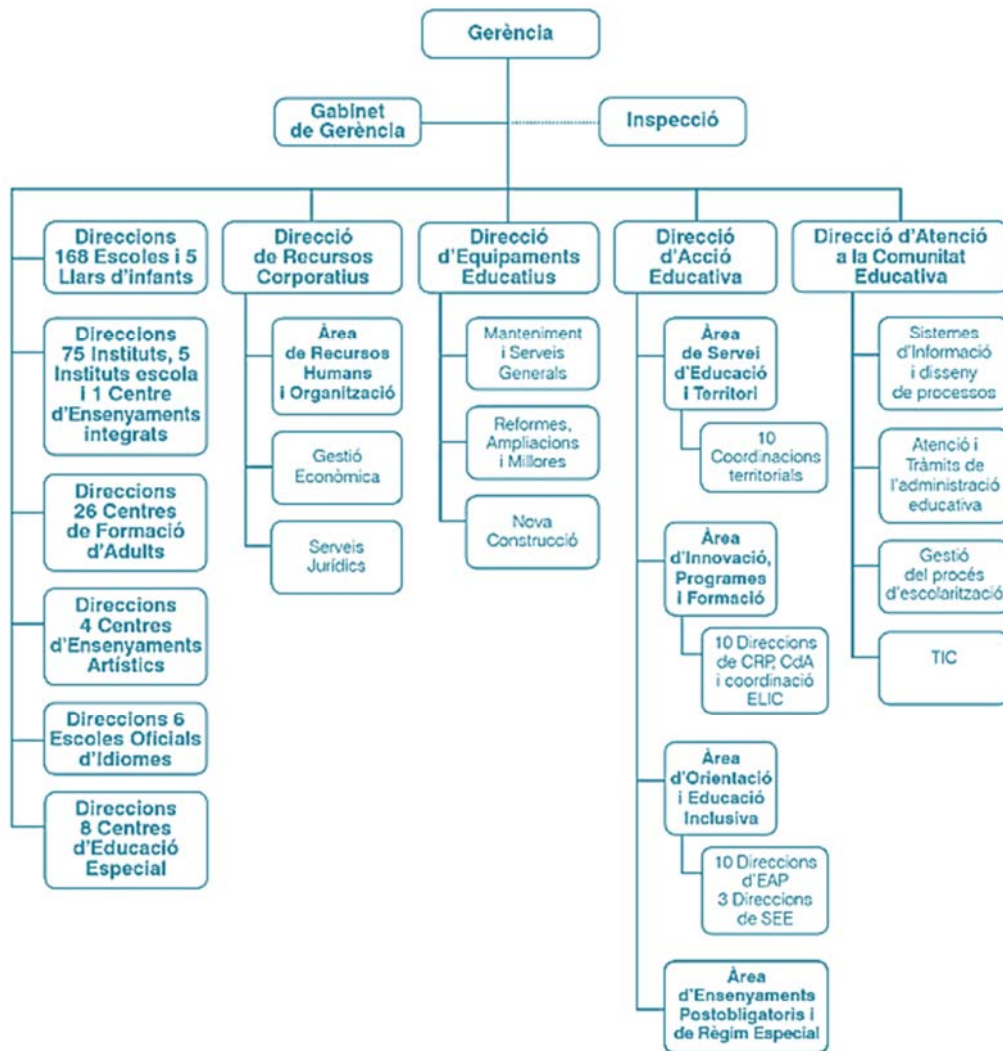 Gerència
Gabinet
de Gerència
Inspecció
Direccions
168 Escoles i 5
Llars d'infants
Direccions
75 Instituts, 5
Instituts escola
i 1 Centre
d'Ensenyaments
integrats
Direccions
26 Centres
de Formació
d'Adults
Direccions
4 Centres
d'Ensenyaments
Artístics
Direccions 6
Escoles Oficials
d'Idiomes
Direccions
8 Centres
d'Educació
Especial
Direcció
de Recursos
Corporatius
Àrea
de Recursos
Humans
i Organització
Gestió
Econòmica
Serveis
Jurídics
Direcció
d'Equipaments
Educatius
Manteniment
i Serveis
Generals
Reformes,
Ampliacions
i Millores
Nova
Construcció
Direcció
d'Acció
Educativa
Àrea
de Servei
d'Educació
i Territori
10
Coordinacions
territorials
Àrea
d'Innovació,
Programes
i Formació
10 Direccions
de CRP, CdA
i coordinació
ELIC
Àrea
d'Orientació
i Educació
Inclusiva
10 Direccions
d'EAP
3 Direccions
de SEE
Àrea
d'Ensenyaments
Postobligatoris i
de Règim Especial
Direcció d'Atenció
a la Comunitat
Educativa
Sistemes
d'Informació
i disseny
de processos
Atenció i
Tràmits de
l'administració
educativa
Gestió
del procés
d'escolarització
TIC